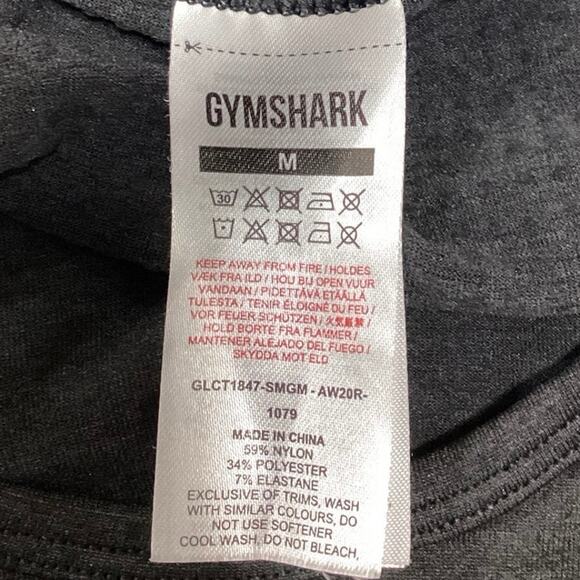 GYMSHARK
M
30
KEEP AWAY FROM FIRE / HOLDES
VÆK FRA ILD / HOU BIJ OPEN VUUR
VANDAAN / PIDETTÄVÄ ETÄÄLLÄ
TULESTA / TENIR ÉLOIGNÉ DU FEU /
VOR FEUER SCHÜTZEN / 火気厳禁 /
HOLD BORTE FRA FLAMMER /
MANTENER ALEJADO DEL FUEGO /
SKYDDA MOT ELD
GLCT1847-SMGM - AW20R-
1079
MADE IN CHINA
59% NYLON
34% POLYESTER
7% ELASTANE
EXCLUSIVE OF TRIMS, WASH
WITH SIMILAR COLOURS, DO
NOT USE SOFTENER
COOL WASH, DO NOT BLEACH,